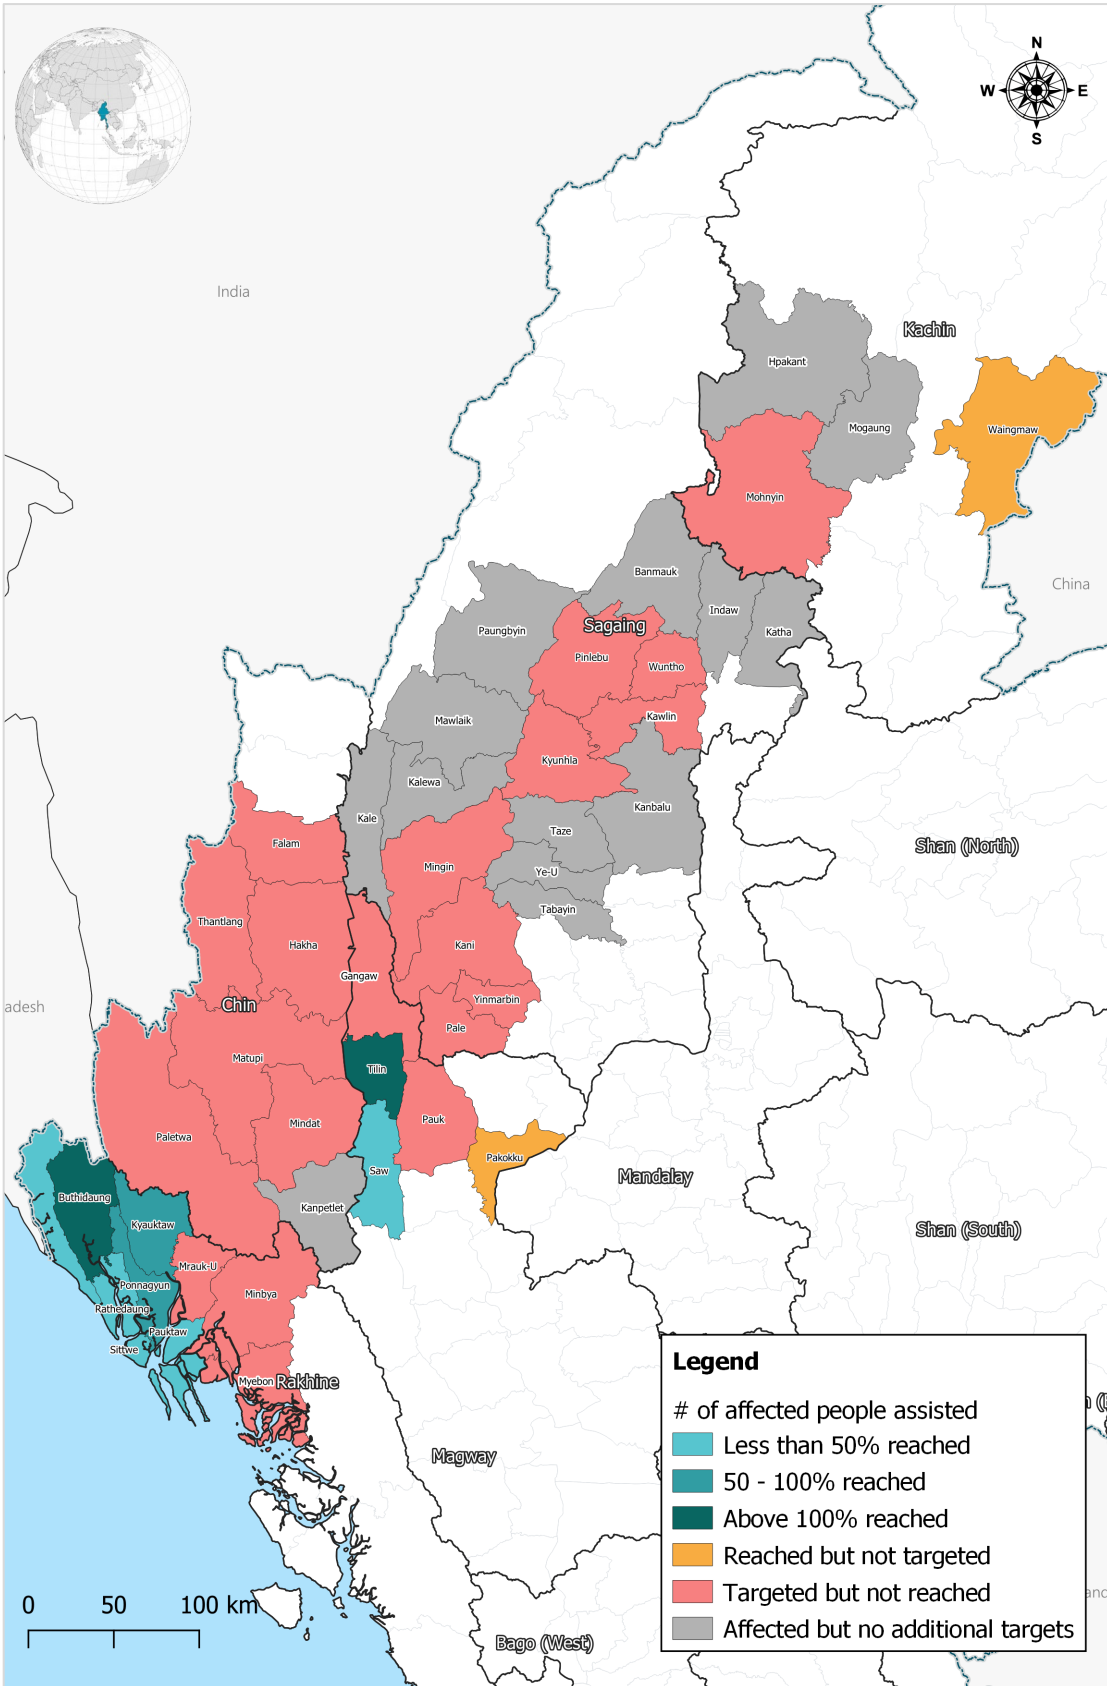 N
W
E
S
India
Kachin
Hpakant
Mogaung
Waingmaw
Mohnyin
China
Banmauk
Indaw
Katha
Sagaing
Paungbyin
Pinlebu
Wuntho
Mawlaik
Kawlin
Kyunhla
Kalewa
Kanbalu
Kale
Taze
Falam
Mingin
Ye-U
Shan (North)
Tabayin
Thantlang
Hakha
Kani
Gangaw
Yinmarbin
Chin
adesh
Pale
Matupi
Tilin
Mindat
Pauk
Paletwa
Pakokku
Saw
Mandalay
Buthidaung
Kanpetlet
Kyauktaw
Shan (South)
Mrauk-U
Ponnagyun
Minbya
Rathedaung
Pauktaw
Sittwe
Myebon
Rakhine
Magway
Bago (West)
Legend
# of affected people assisted
Less than 50% reached
50 - 100% reached
Above 100% reached
Reached but not targeted
Targeted but not reached
Affected but no additional targets
0 50 100 km